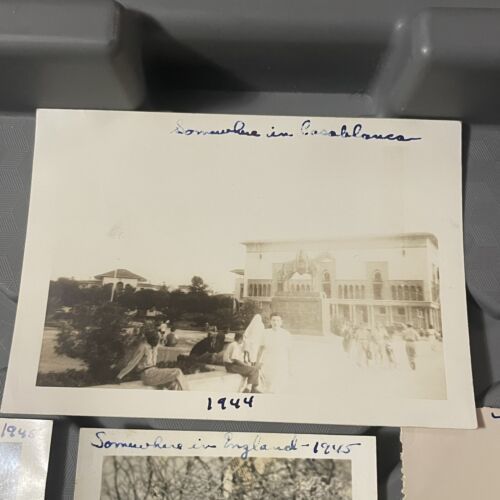 Somewhere in Casablanca
1944
1945
Somewhere in England - 1945